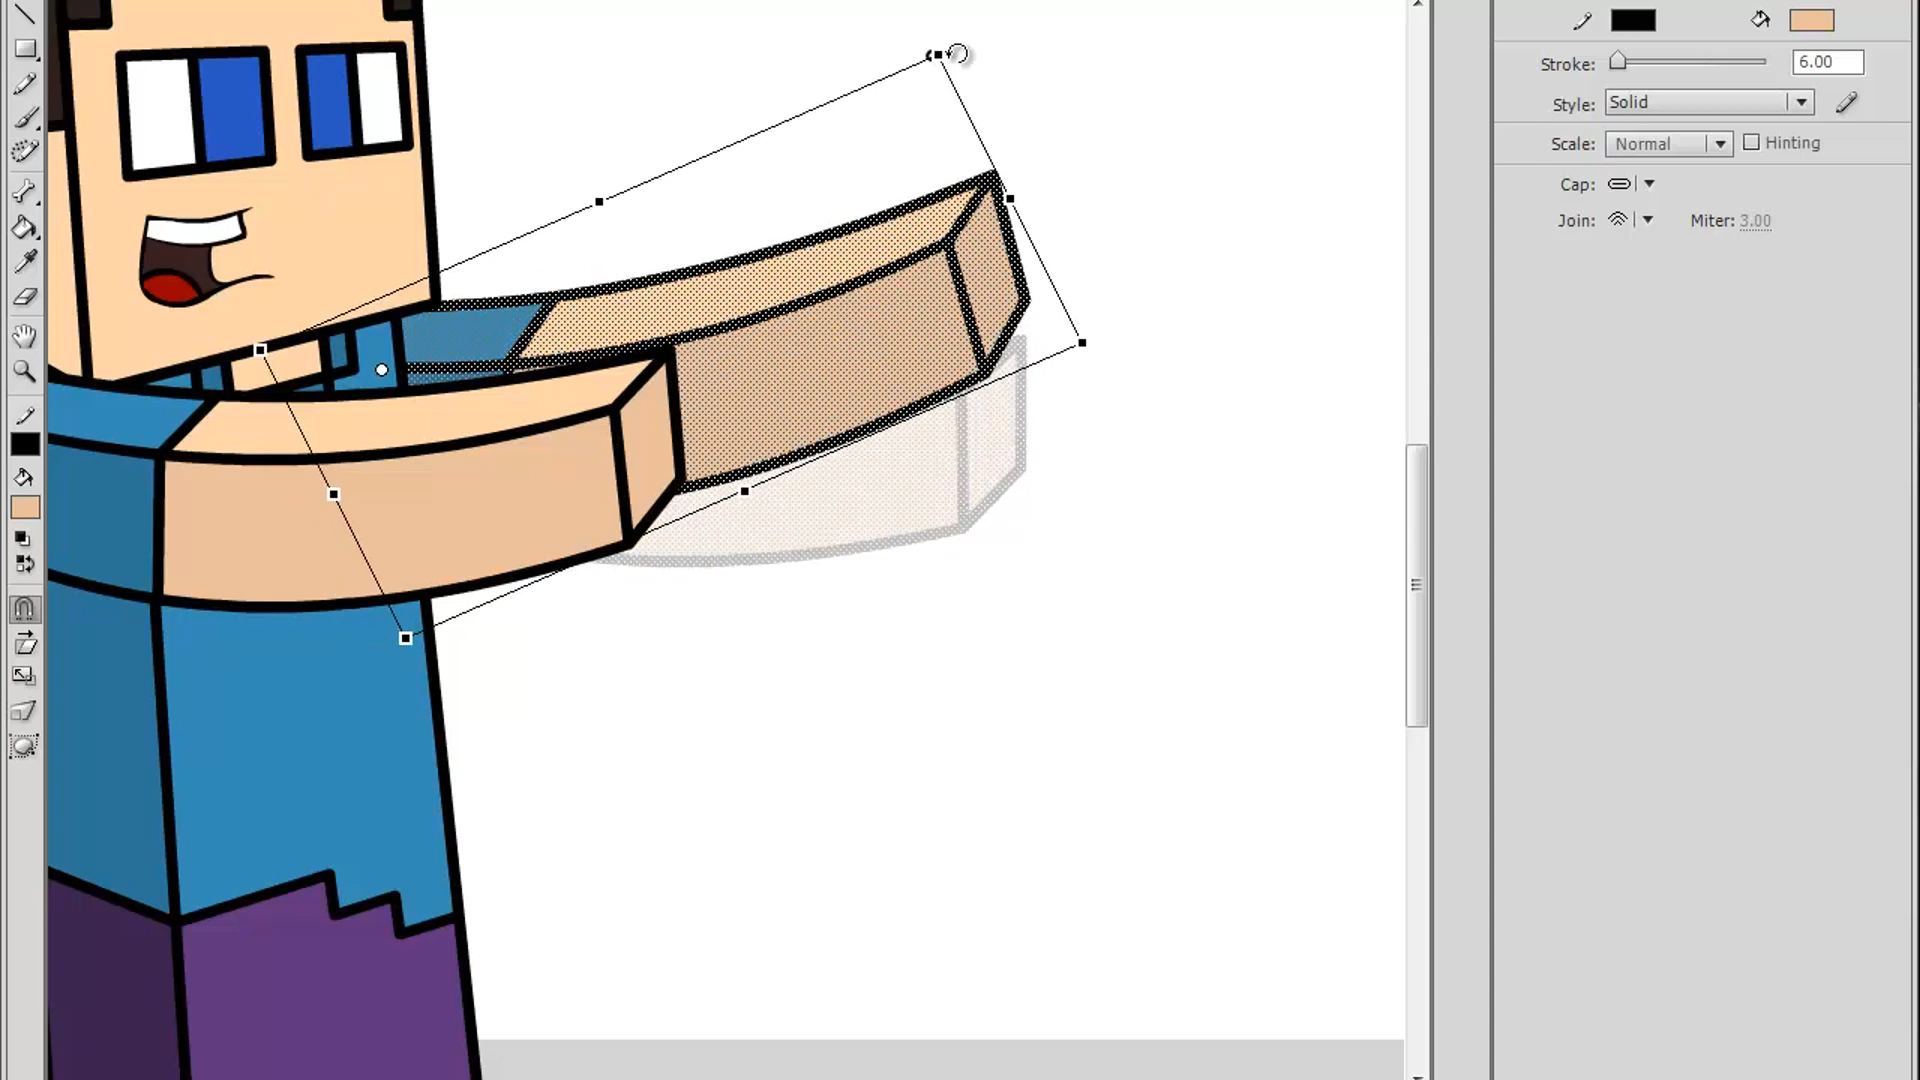 Stroke: 6.00
Style: Solid
Scale: Normal Hinting
Cap:
Join: Miter: 3.00